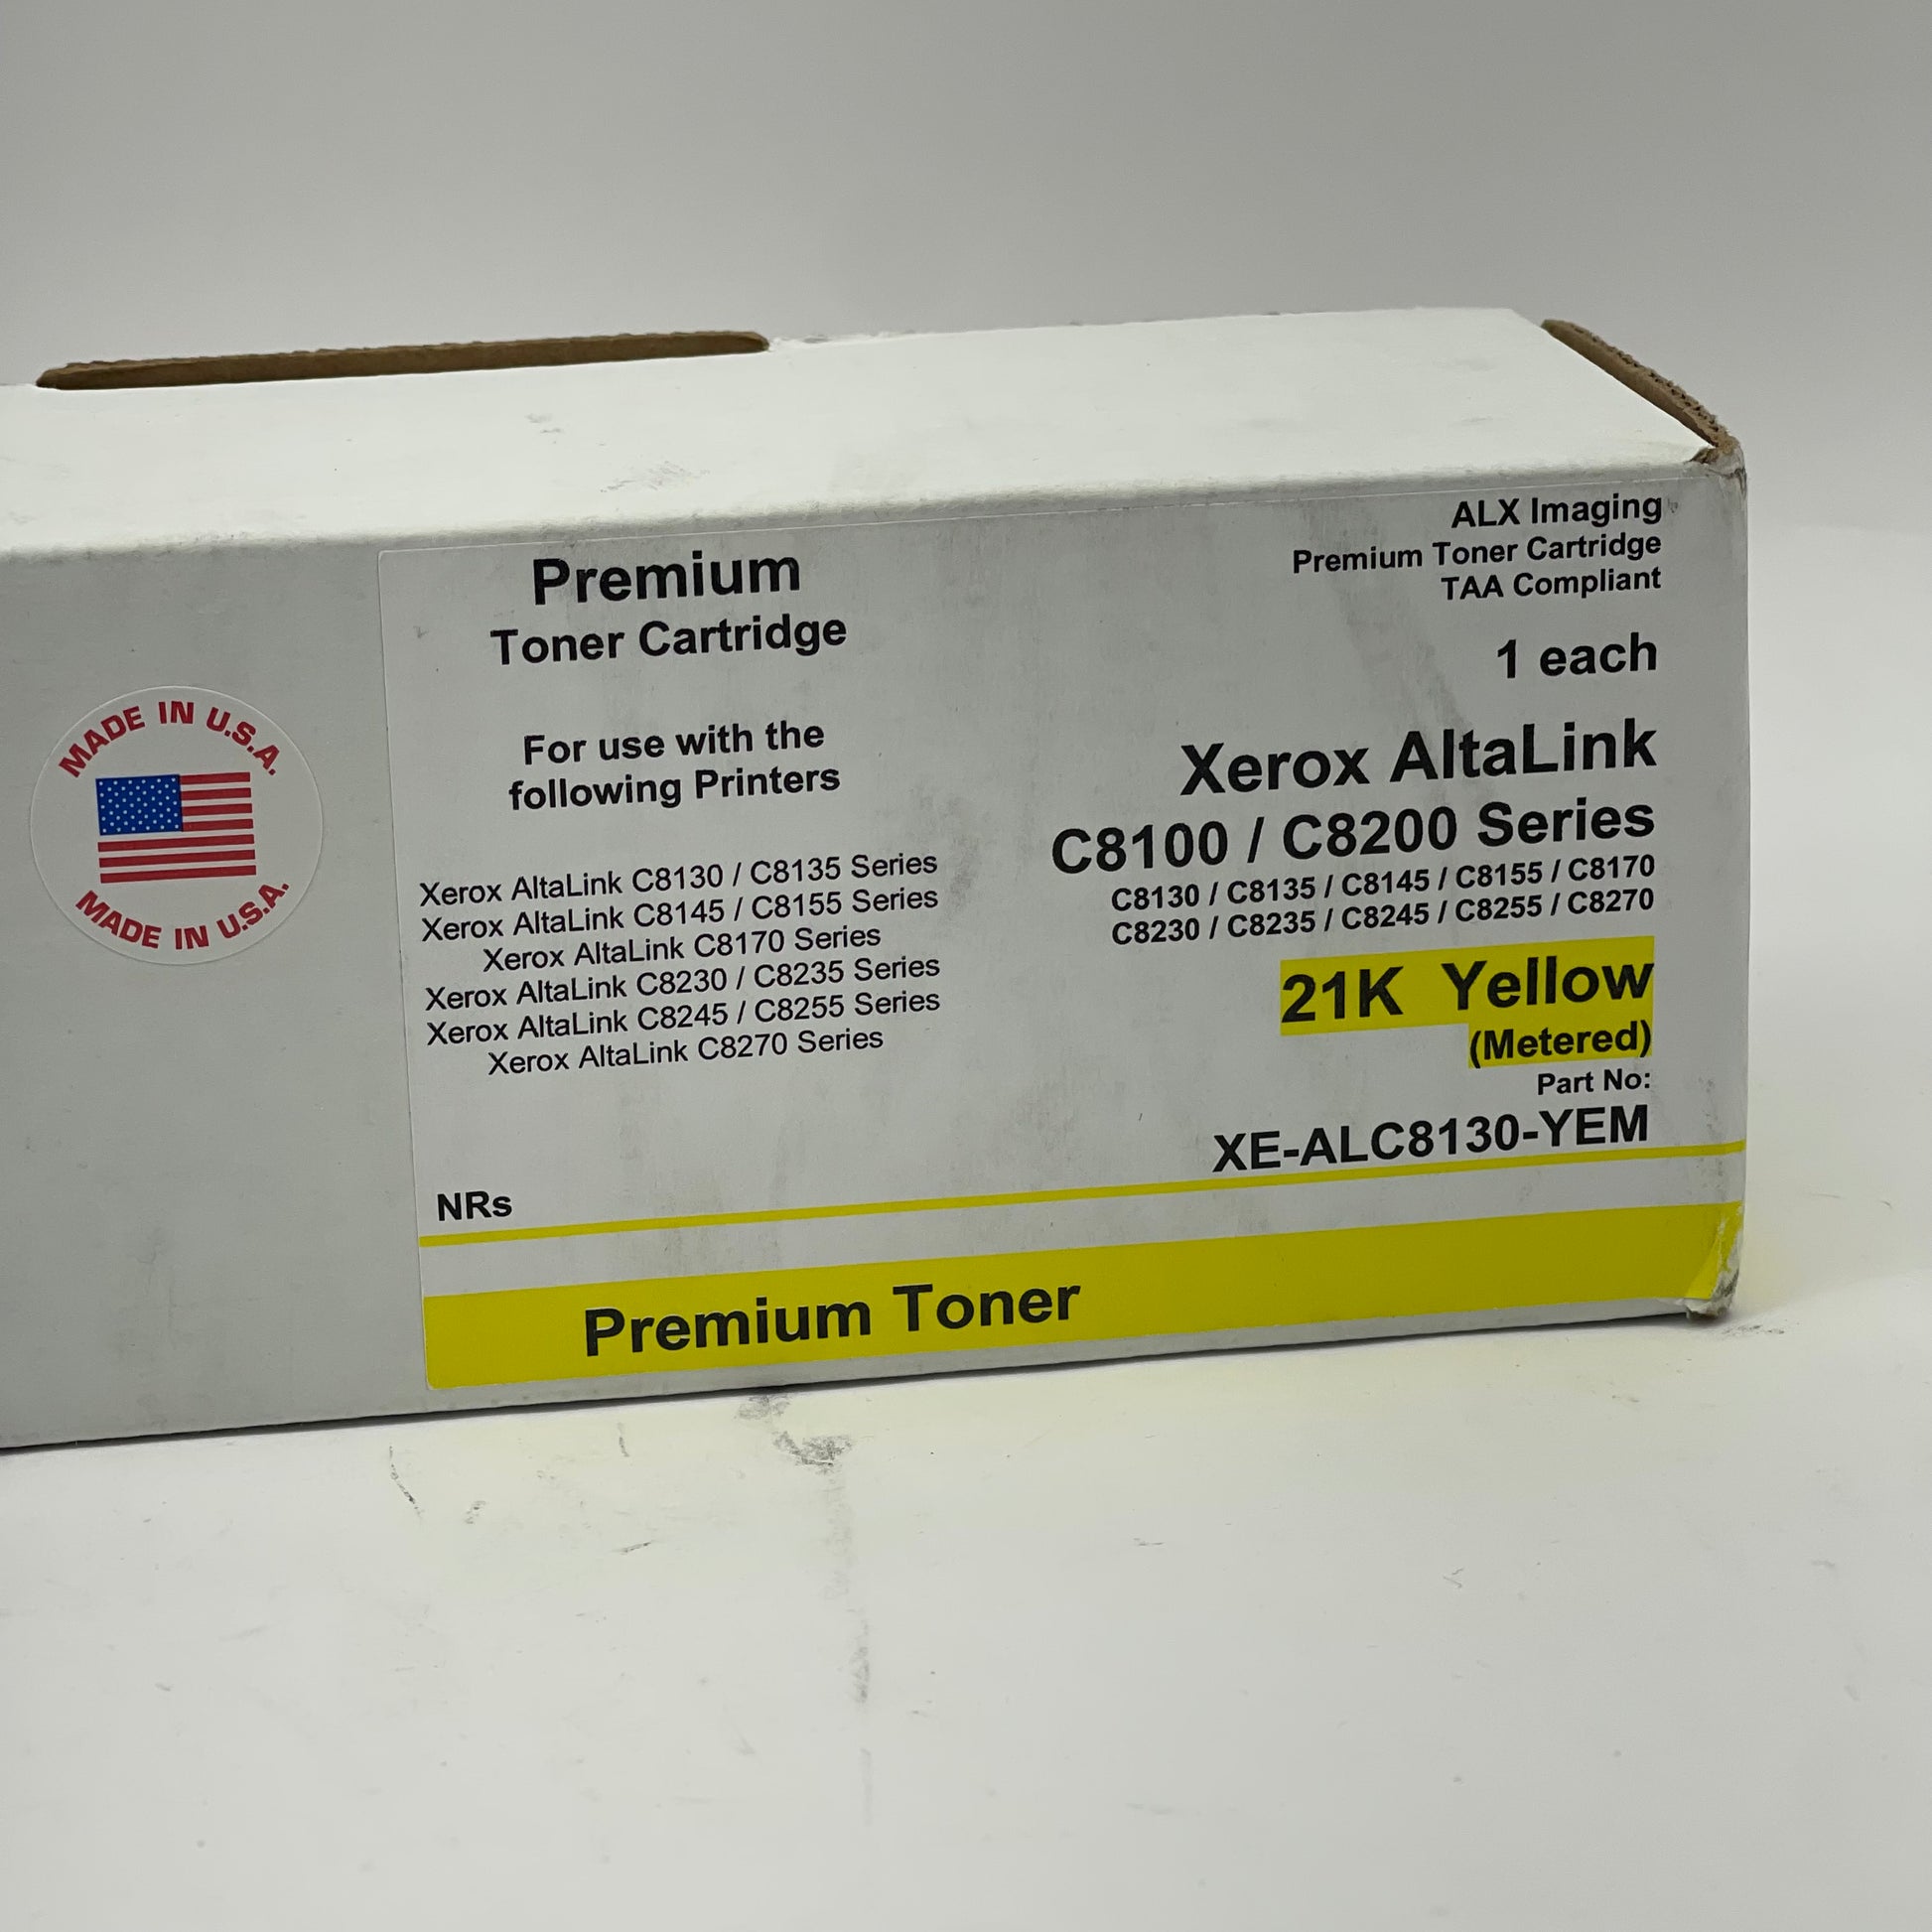 MADE IN U.S.A.
MADE IN U.S.A.
Premium
Toner Cartridge
For use with the
following Printers
Xerox AltaLink C8130 / C8135 Series
Xerox AltaLink C8145 / C8155 Series
Xerox AltaLink C8170 Series
Xerox AltaLink C8230 / C8235 Series
Xerox AltaLink C8245 / C8255 Series
Xerox AltaLink C8270 Series
NRs
ALX Imaging
Premium Toner Cartridge
TAA Compliant
1 each
Xerox AltaLink
C8100 / C8200 Series
C8130 / C8135 / C8145 / C8155 / C8170
C8230 / C8235 / C8245 / C8255 / C8270
21K Yellow
(Metered)
Part No:
XE-ALC8130-YEM
Premium Toner